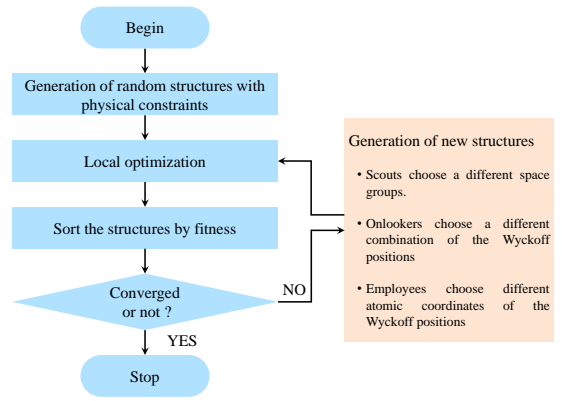 Begin
Generation of random structures with
physical constraints
Local optimization
Sort the structures by fitness
Converged
or not ?
NO
YES
Stop
Generation of new structures
• Scouts choose a different space
groups.
• Onlookers choose a different
combination of the Wyckoff
positions
• Employees choose different
atomic coordinates of the
Wyckoff positions